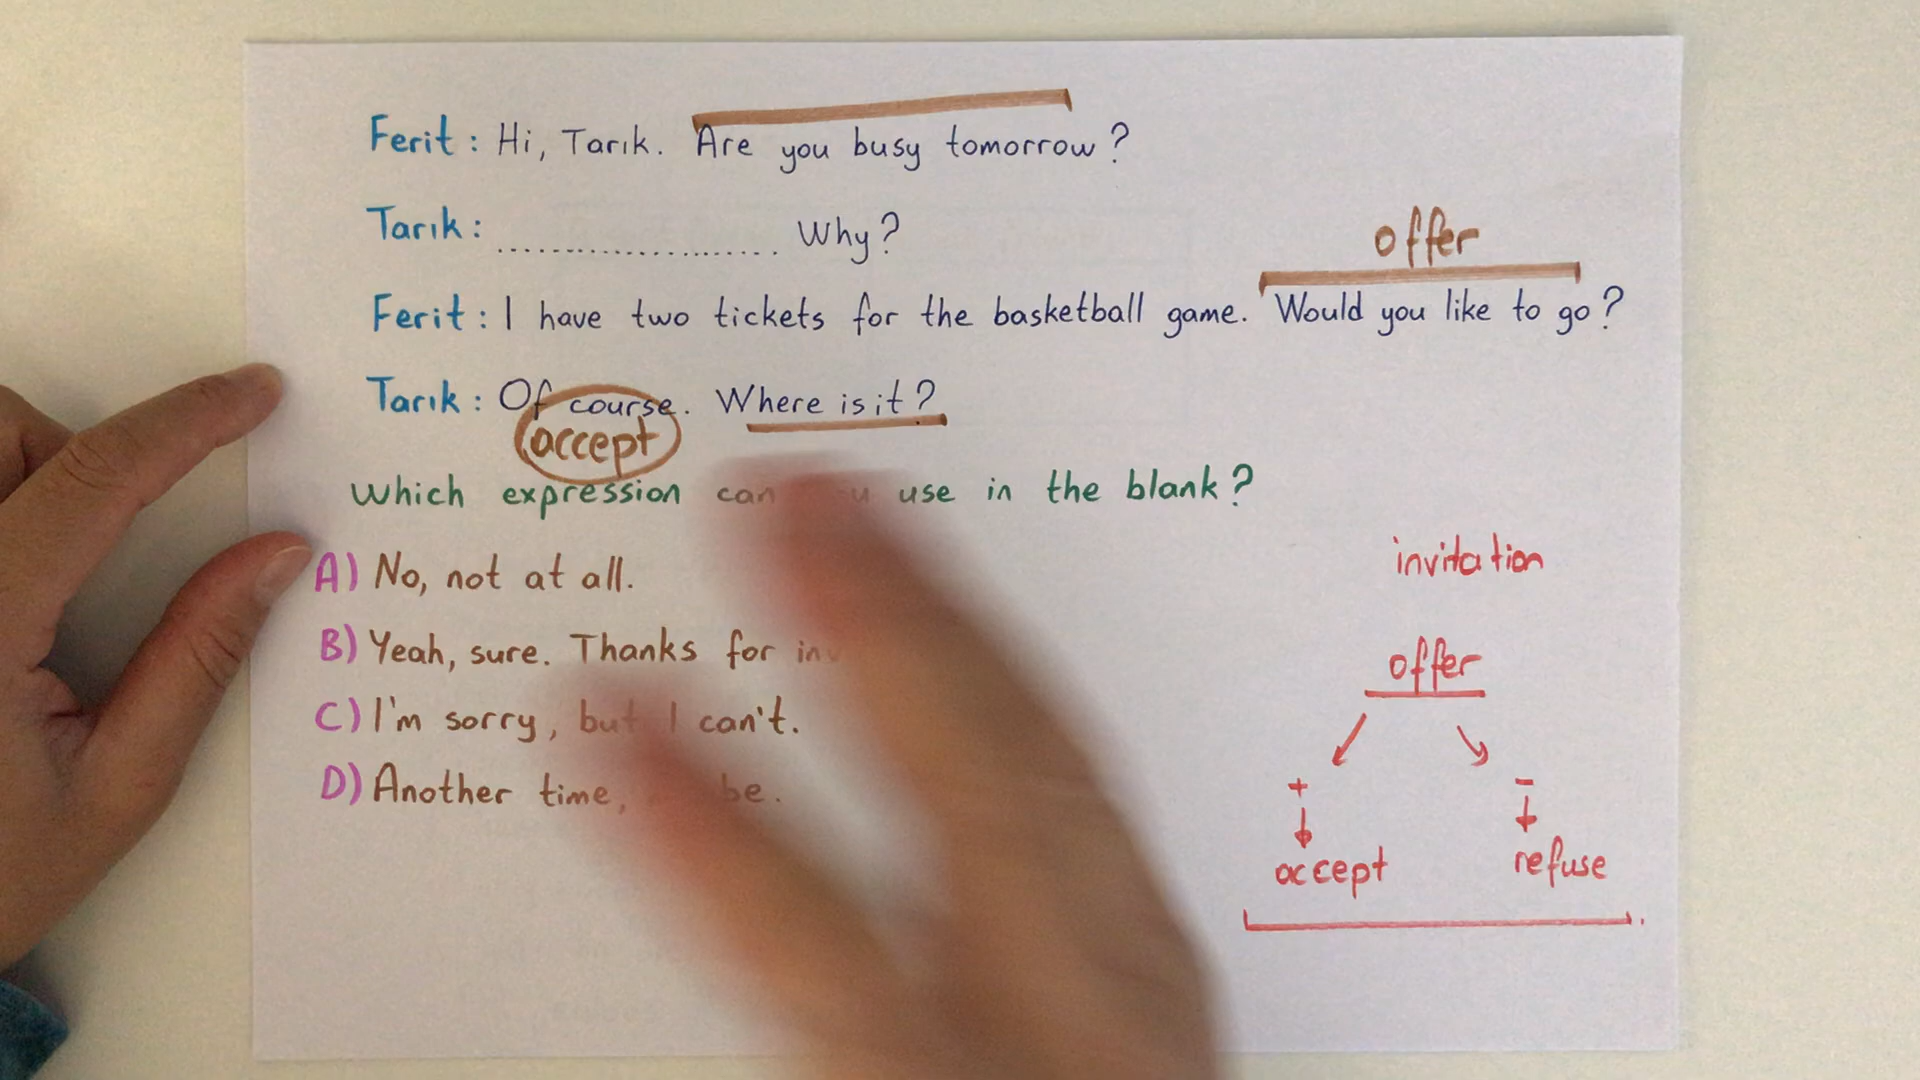 Ferit : Hi, Tarık. Are you busy tomorrow?
Tarık : ...................... Why?
offer
Ferit : I have two tickets for the basketball game. Would you like to go?
Tarık : Of course. Where is it?
accept
Which expression can use in the blank?
A) No, not at all.
B) Yeah, sure. Thanks for
C) I'm sorry, but I can't.
D) Another time,
invitation
offer
+ -
accept refuse